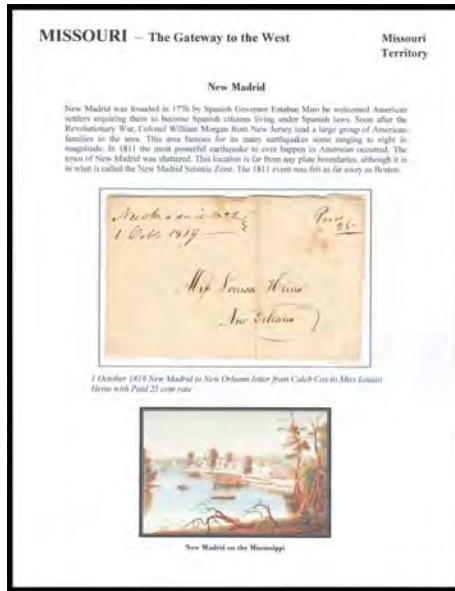 MISSOURI – The Gateway to the West
Missouri
Territory
New Madrid
New Madrid was founded in 1776 by Spanish Governor Estaban Miro he welcomed American
settlers requiring them to become Spanish citizens living under Spanish laws. Soon after the
Revolutionary War, Colonel William Morgan from New Jersey lead a large group of American
families to the area. This area famous for its many earthquakes some ranging to eight in
magnitude. In 1811 the most powerful earthquake to ever happen in American occurred. The
town of New Madrid was shattered. This location is far from any plate boundaries, although it is
in what is called the New Madrid Seismic Zone. The 1811 event was felt as far away as Boston.
1 Octb 1819
25
Miss Louisa Heins
New Orleans
1 October 1819 New Madrid to New Orleans letter from Caleb Cox to Miss Louisa
Heins with Paid 25 cent rate
New Madrid on the Mississippi